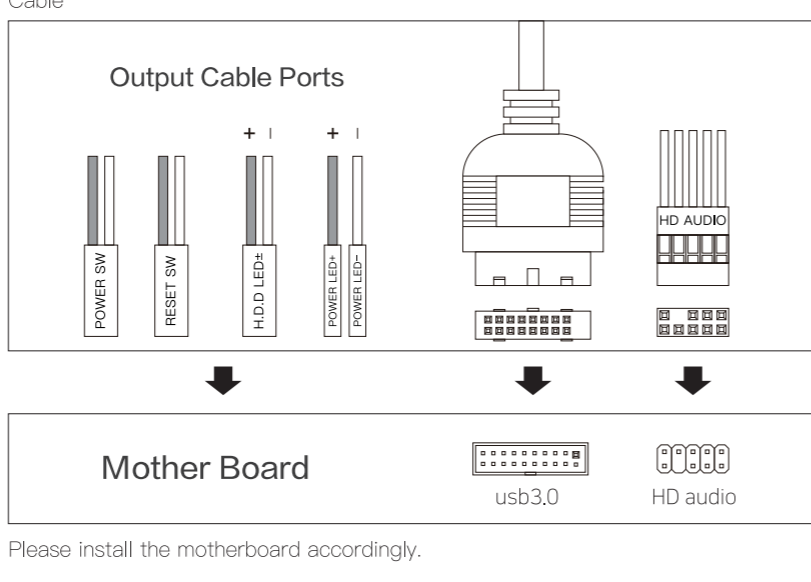 Cable
Output Cable Ports
+ − + −
POWER SW
RESET SW
H.D.D LED±
POWER LED+
POWER LED−
HD AUDIO
Mother Board
usb3.0
HD audio
Please install the motherboard accordingly.